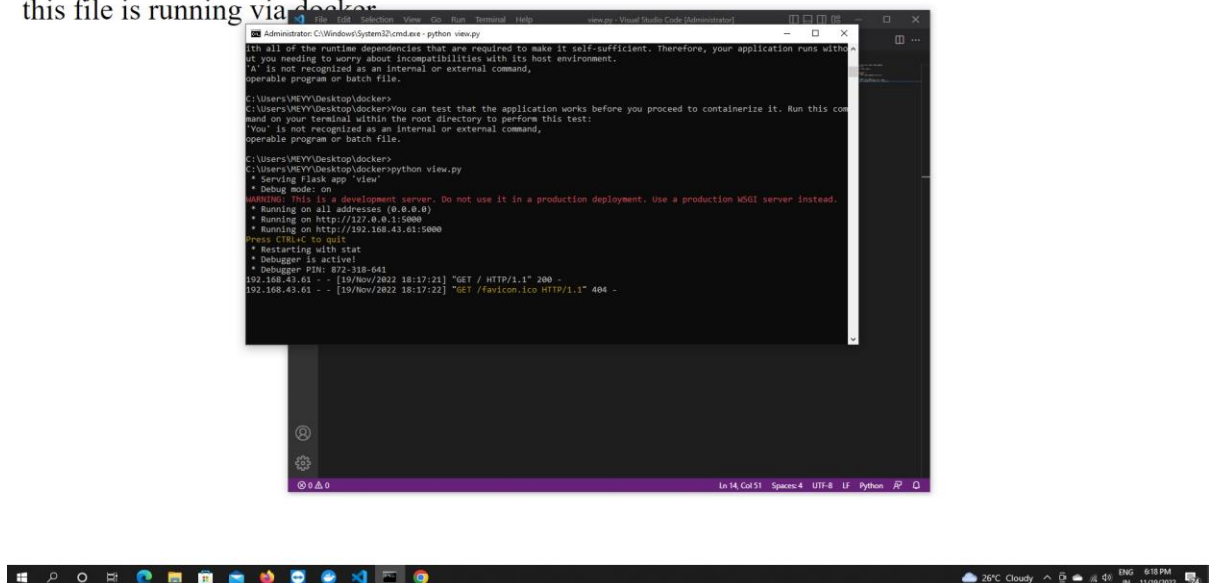 this file is running via docker
File Edit Selection View Go Run Terminal Help view.py - Visual Studio Code [Administrator]
Administrator: C:\Windows\System32\cmd.exe - python view.py
ith all of the runtime dependencies that are required to make it self-sufficient. Therefore, your application runs witho
ut you needing to worry about incompatibilities with its host environment.
'A' is not recognized as an internal or external command,
operable program or batch file.
C:\Users\MEYY\Desktop\docker>
C:\Users\MEYY\Desktop\docker>You can test that the application works before you proceed to containerize it. Run this com
mand on your terminal within the root directory to perform this test:
'You' is not recognized as an internal or external command,
operable program or batch file.
C:\Users\MEYY\Desktop\docker>
C:\Users\MEYY\Desktop\docker>python view.py
* Serving Flask app 'view'
* Debug mode: on
WARNING: This is a development server. Do not use it in a production deployment. Use a production WSGI server instead.
* Running on all addresses (0.0.0.0)
* Running on http://127.0.0.1:5000
* Running on http://192.168.43.61:5000
Press CTRL+C to quit
* Restarting with stat
* Debugger is active!
* Debugger PIN: 872-318-641
192.168.43.61 - - [19/Nov/2022 18:17:21] "GET / HTTP/1.1" 200 -
192.168.43.61 - - [19/Nov/2022 18:17:22] "GET /favicon.ico HTTP/1.1" 404 -
0 0 Ln 14, Col 51 Spaces: 4 UTF-8 LF Python
26°C Cloudy ENG 6:18 PM
IN 11/19/2022